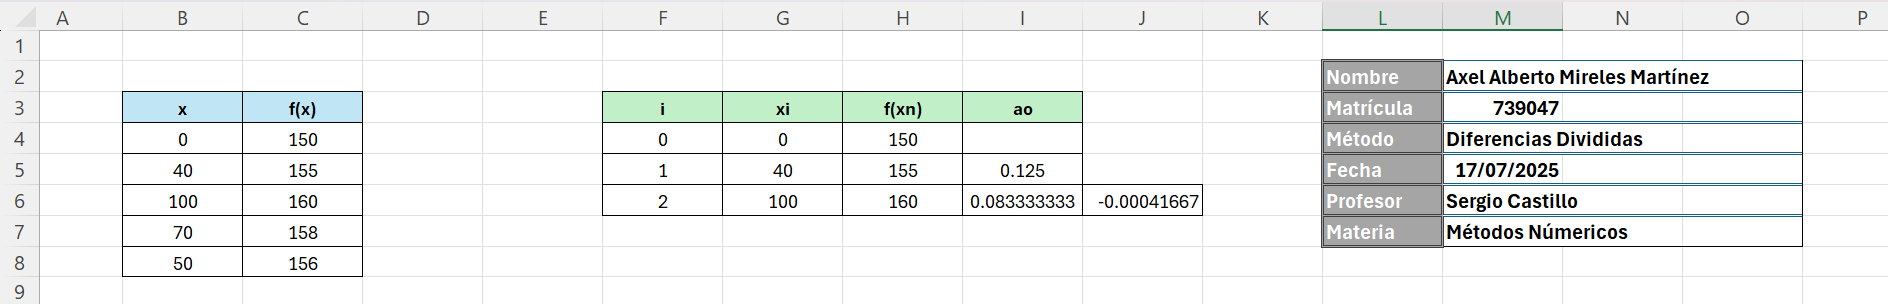 A B C D E F G H I J K L M N O P
1
2 Nombre Axel Alberto Mireles Martínez
3 x f(x) i xi f(xn) ao Matrícula 739047
4 0 150 0 0 150 Método Diferencias Divididas
5 40 155 1 40 155 0.125 Fecha 17/07/2025
6 100 160 2 100 160 0.083333333 -0.00041667 Profesor Sergio Castillo
7 70 158 Materia Métodos Númericos
8 50 156
9